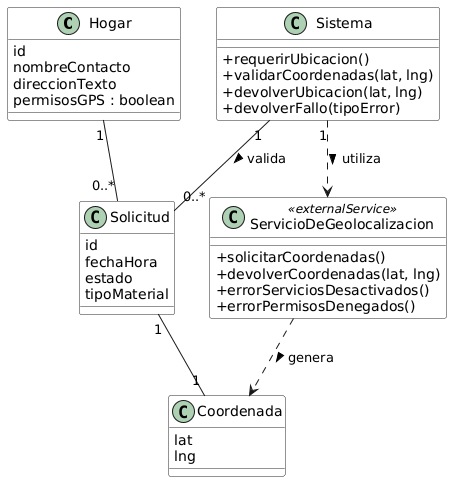 C Hogar
id
nombreContacto
direccionTexto
permisosGPS : boolean
C Sistema
+requerirUbicacion()
+validarCoordenadas(lat, lng)
+devolverUbicacion(lat, lng)
+devolverFallo(tipoError)
1
1
1
valida
utiliza
0..*
0..*
C Solicitud
id
fechaHora
estado
tipoMaterial
«externalService»
C ServicioDeGeolocalizacion
+solicitarCoordenadas()
+devolverCoordenadas(lat, lng)
+errorServiciosDesactivados()
+errorPermisosDenegados()
1
genera
1
C Coordenada
lat
lng